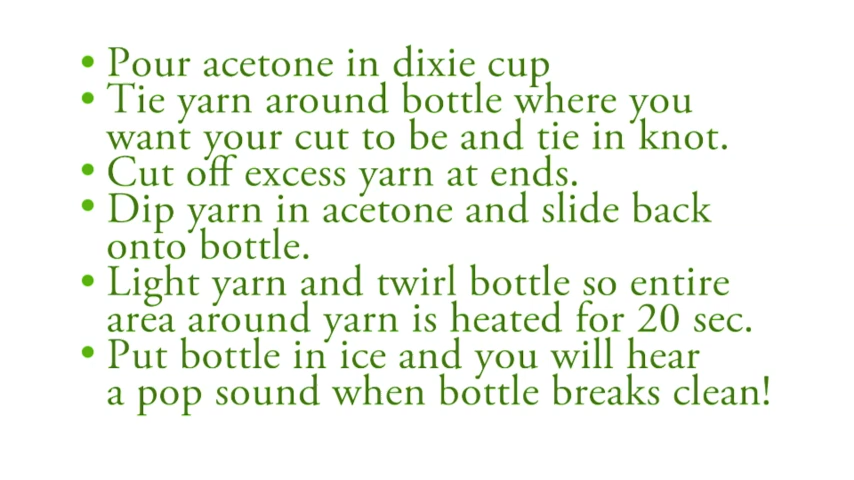 • Pour acetone in dixie cup
• Tie yarn around bottle where you
want your cut to be and tie in knot.
• Cut off excess yarn at ends.
• Dip yarn in acetone and slide back
onto bottle.
• Light yarn and twirl bottle so entire
area around yarn is heated for 20 sec.
• Put bottle in ice and you will hear
a pop sound when bottle breaks clean!